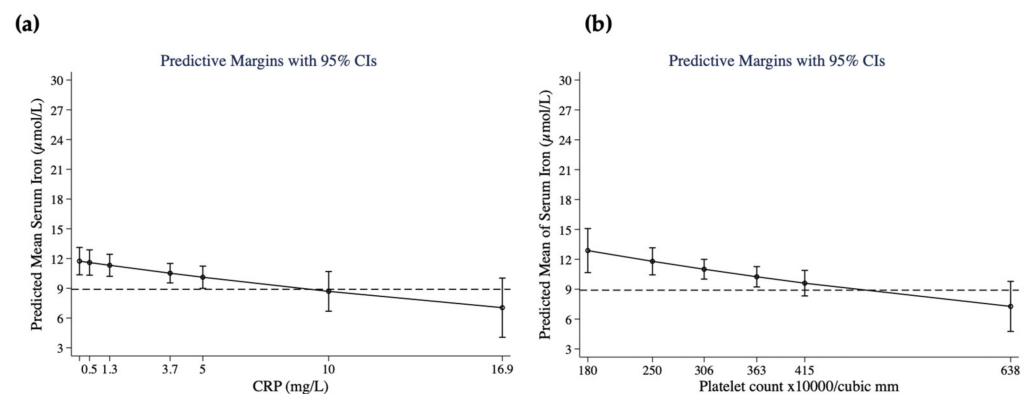 (a)
Predictive Margins with 95% CIs
Predicted Mean Serum Iron (µmol/L)
30
27
24
21
18
15
12
9
6
3
0.5 1.3 3.7 5 10 16.9
CRP (mg/L)
(b)
Predictive Margins with 95% CIs
Predicted Mean of Serum Iron (µmol/L)
30
27
24
21
18
15
12
9
6
3
180 250 306 363 415 638
Platelet count x10000/cubic mm